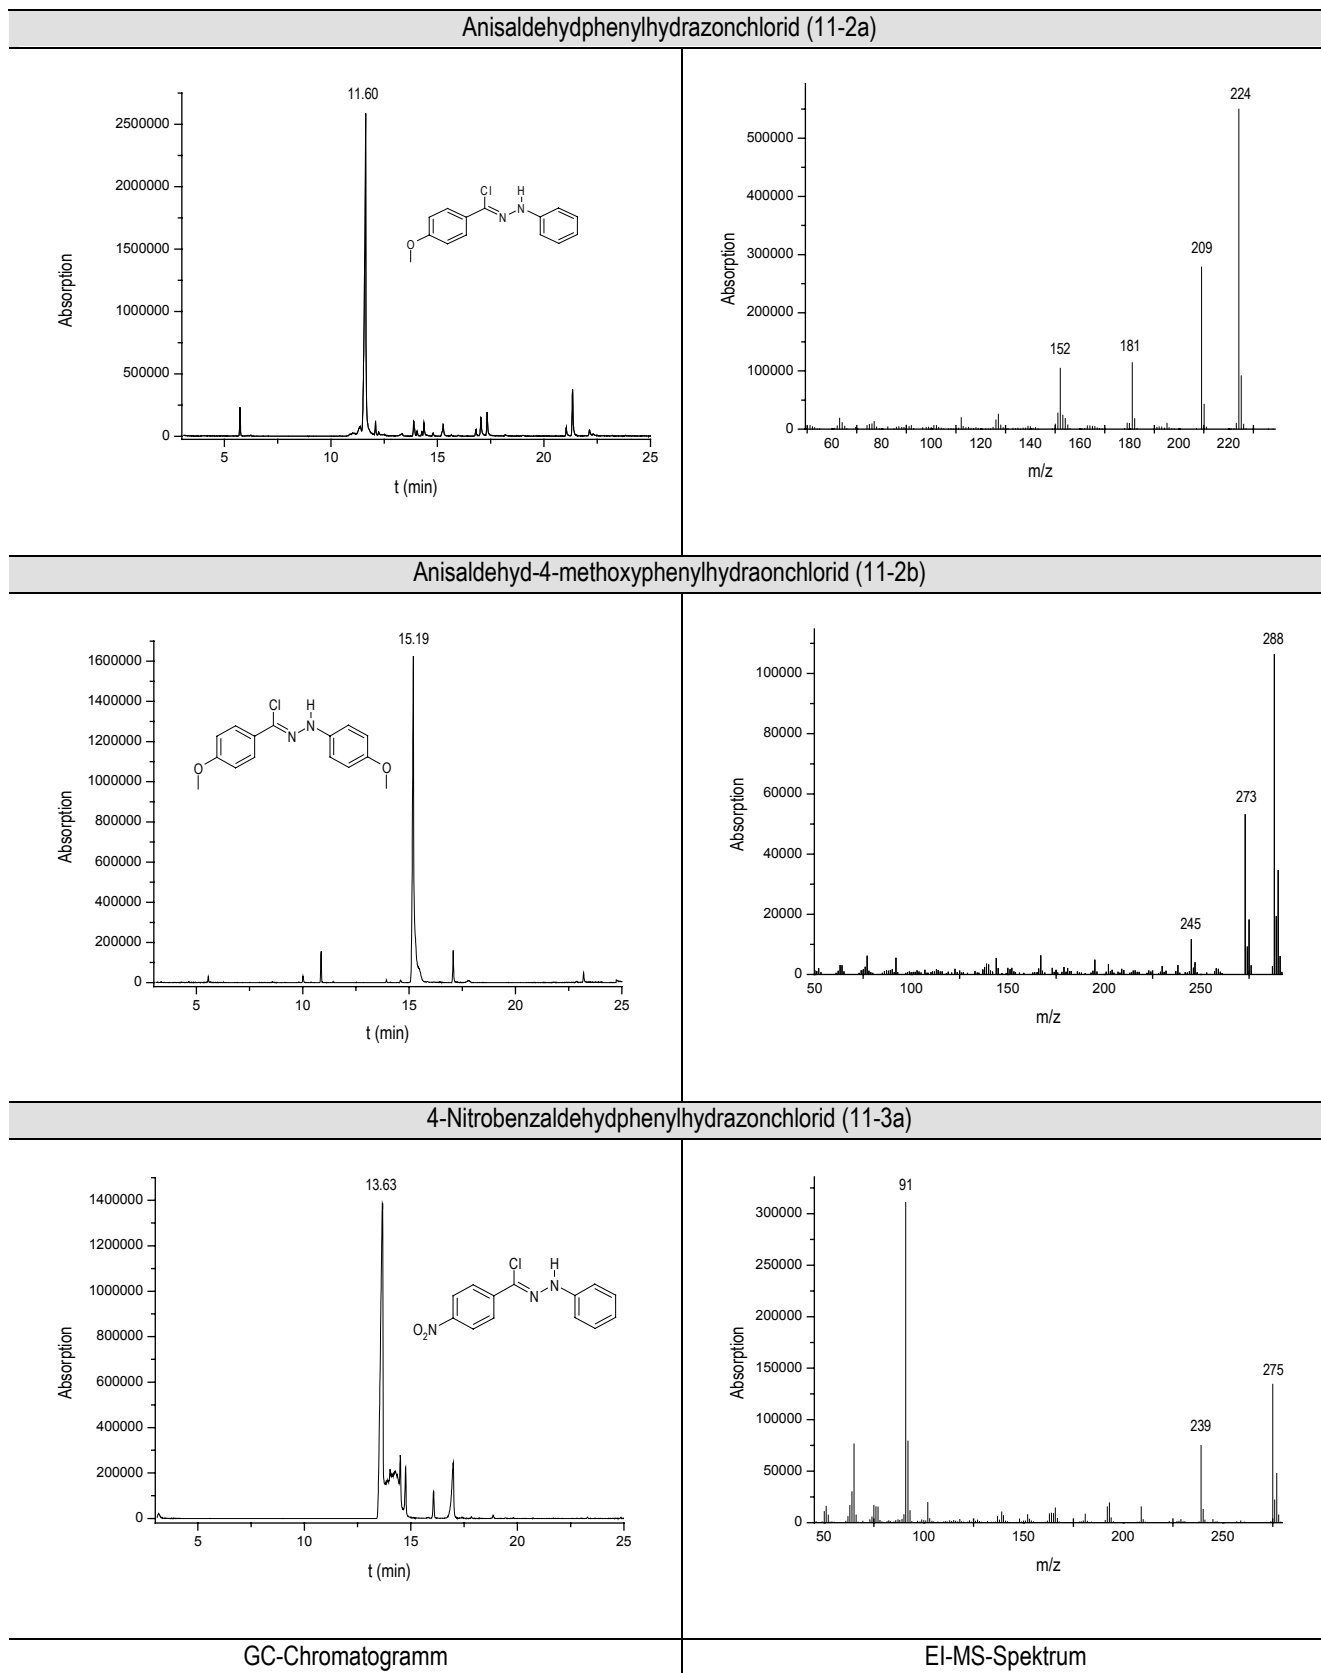 Anisaldehydphenylhydrazonchlorid (11-2a)
11.60
2500000
2000000
1500000
1000000
500000
0
Absorption
Cl
H
N
N
O
5
10
15
20
25
t (min)
224
500000
400000
300000
200000
100000
0
Absorption
209
181
152
60
80
100
120
140
160
180
200
220
m/z
Anisaldehyd-4-methoxyphenylhydraonchlorid (11-2b)
15.19
1600000
1400000
1200000
1000000
800000
600000
400000
200000
0
Absorption
Cl
H
N
N
O
O
5
10
15
20
25
t (min)
288
100000
80000
60000
40000
20000
0
Absorption
273
245
50
100
150
200
250
m/z
4-Nitrobenzaldehydphenylhydrazonchlorid (11-3a)
13.63
1400000
1200000
1000000
800000
600000
400000
200000
0
Absorption
Cl
H
N
N
O2N
5
10
15
20
25
t (min)
91
300000
250000
200000
150000
100000
50000
0
Absorption
275
239
50
100
150
200
250
m/z
GC-Chromatogramm
EI-MS-Spektrum